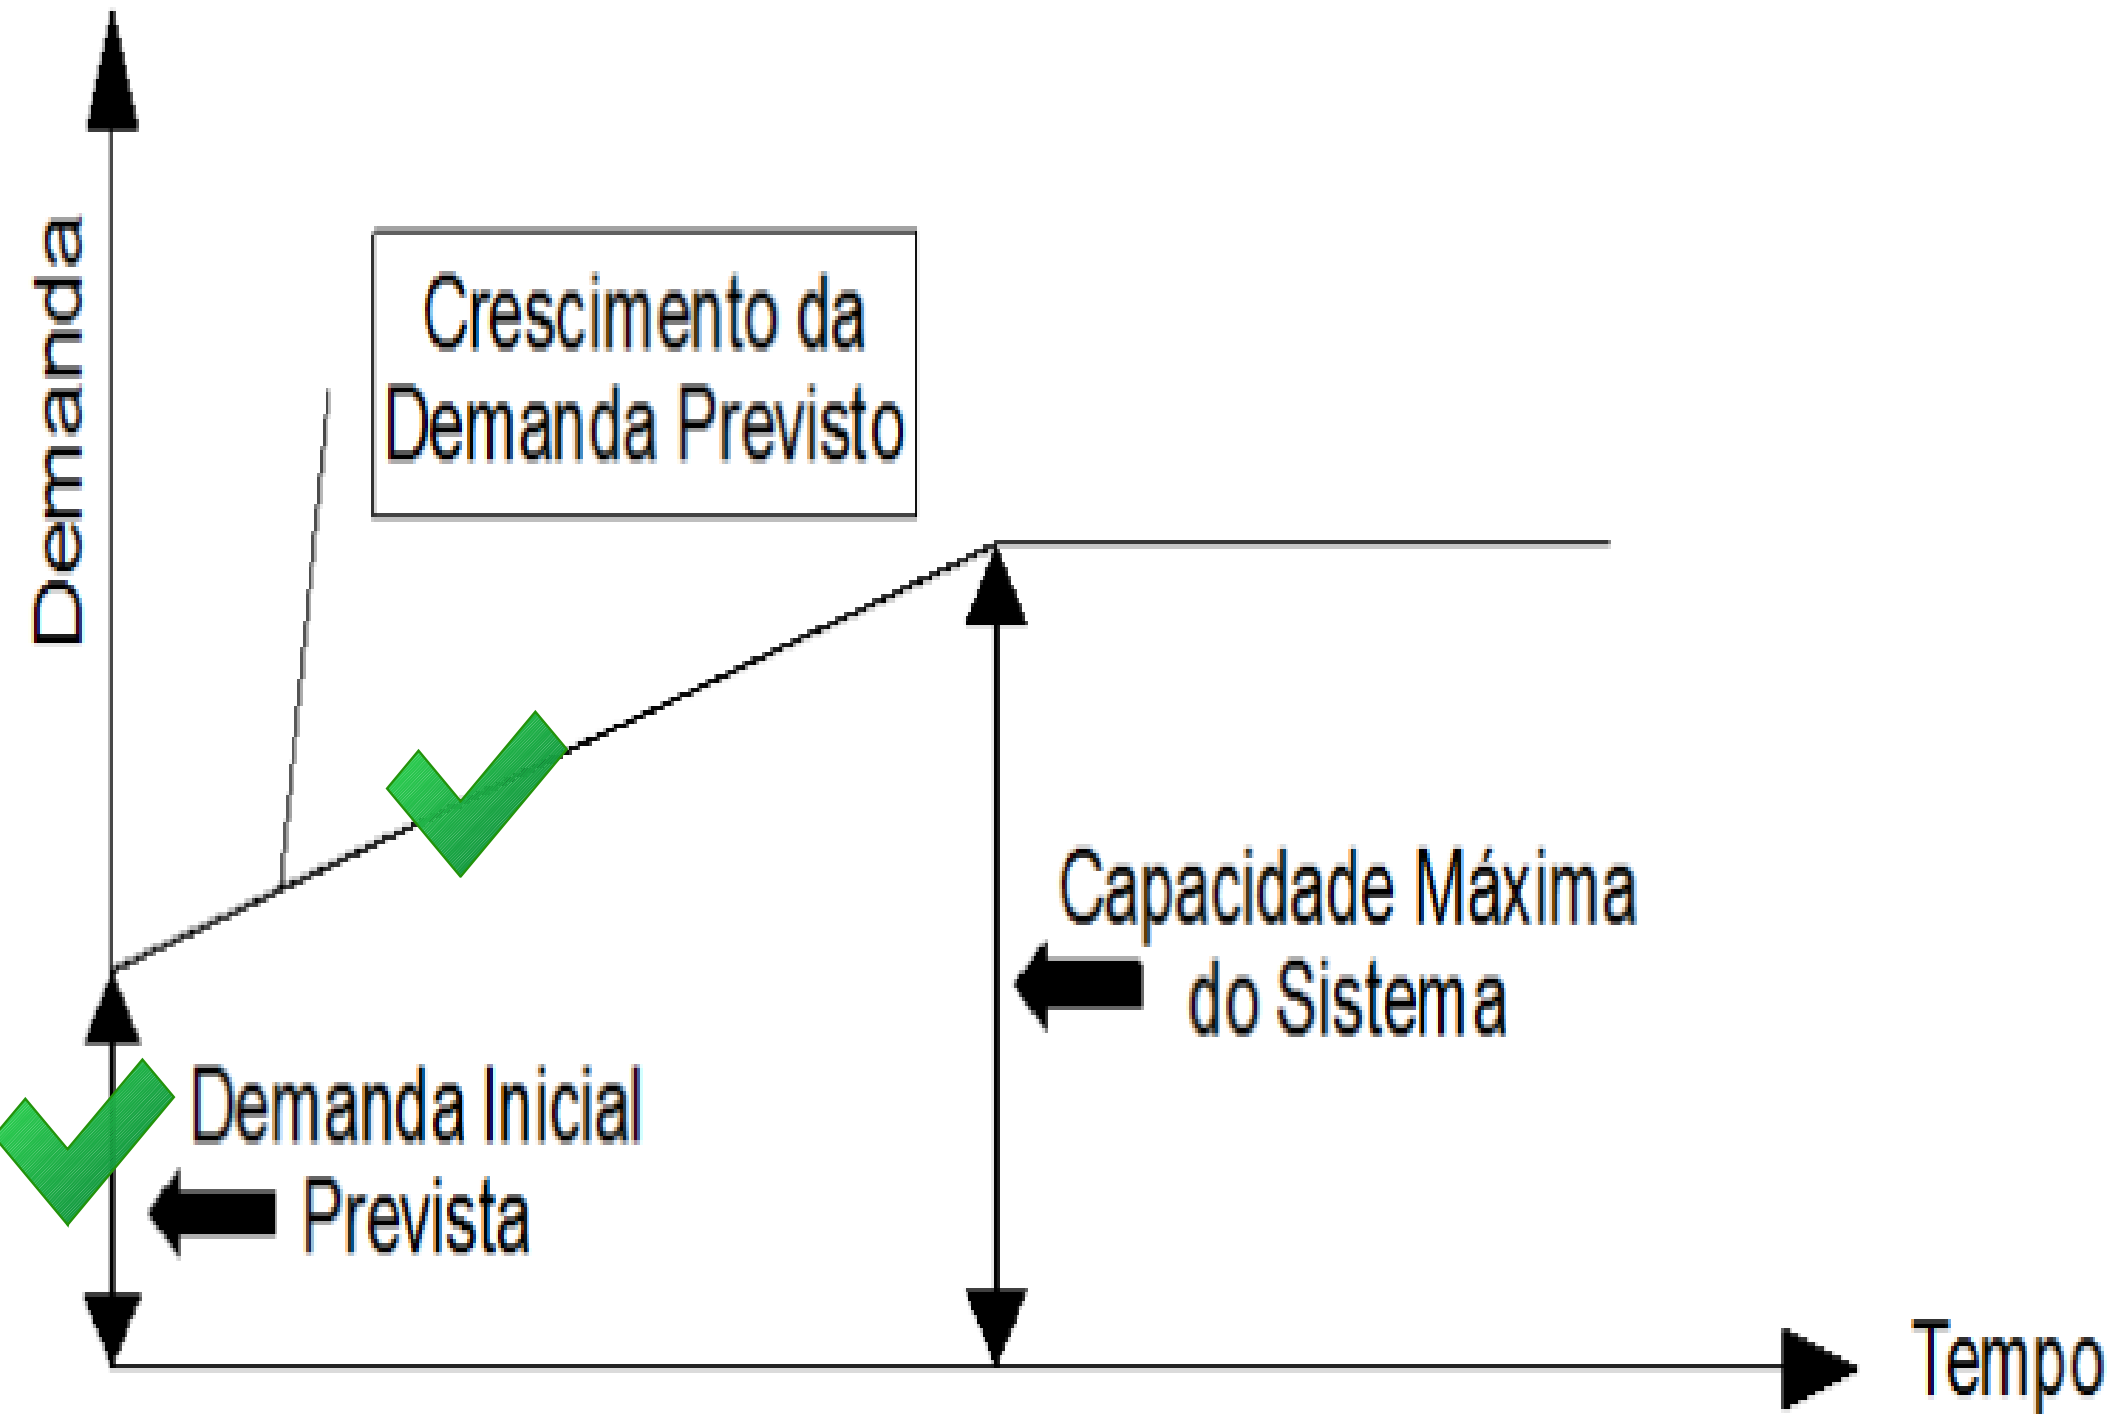 Demanda
Crescimento da
Demanda Previsto
Capacidade Máxima
do Sistema
Demanda Inicial
Prevista
Tempo